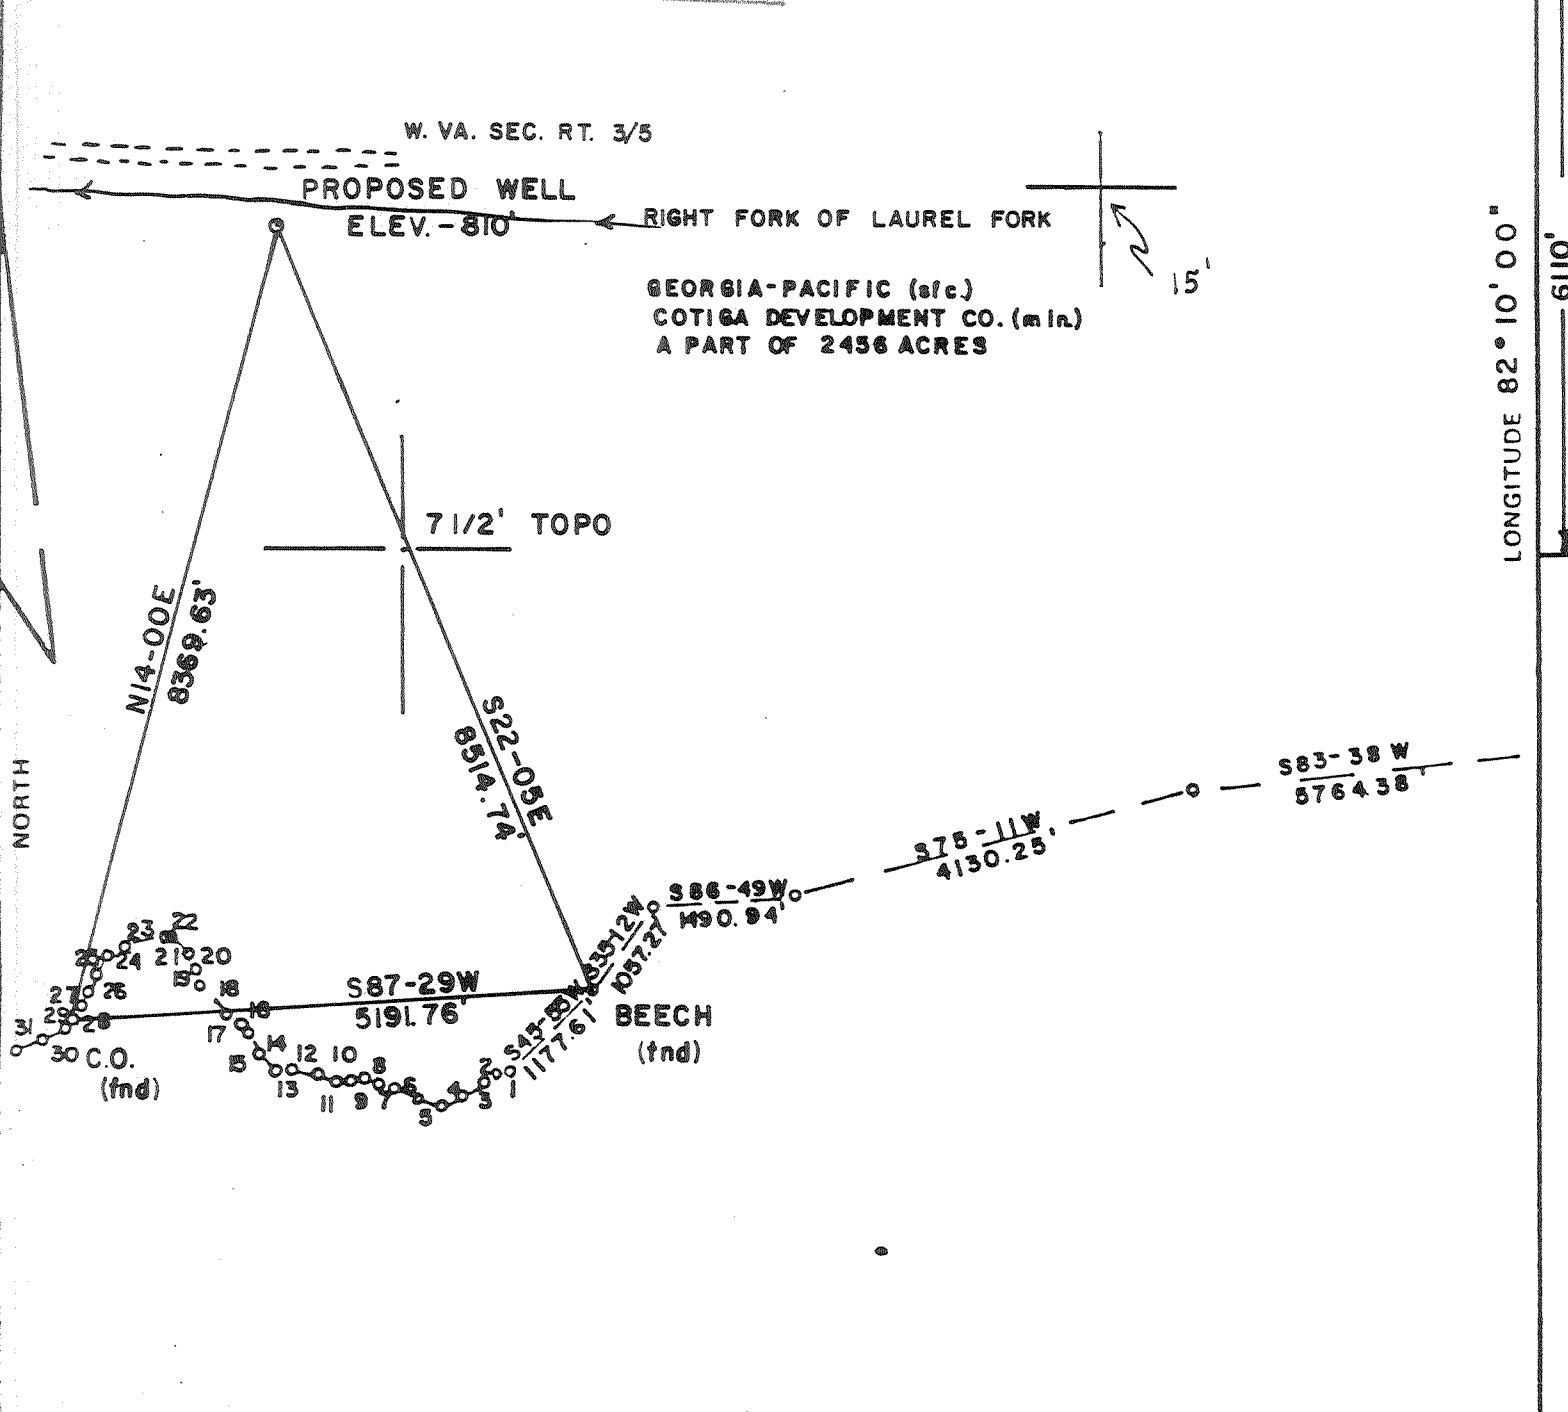 W. VA. SEC. RT. 3/5
PROPOSED WELL
ELEV. - 810'
RIGHT FORK OF LAUREL FORK
15'
GEORGIA-PACIFIC (sfc.)
COTIGA DEVELOPMENT CO. (min.)
A PART OF 2456 ACRES
LONGITUDE 82°10'00"
6110'
7 1/2' TOPO
N14-00E
8369.63'
S22-05E
8514.74'
NORTH
S83-38 W
5764.38'
S75-11W
4130.25'
S86-49W
1490.94'
S35-12W
1057.27'
S87-29W
5191.76'
S43-53W
1177.61'
BEECH
(fnd)
C.O.
(fnd)
1
2
3
4
5
6
7
8
9
10
11
12
13
14
15
16
17
18
19
20
21
22
23
24
25
26
27
28
29
30
31